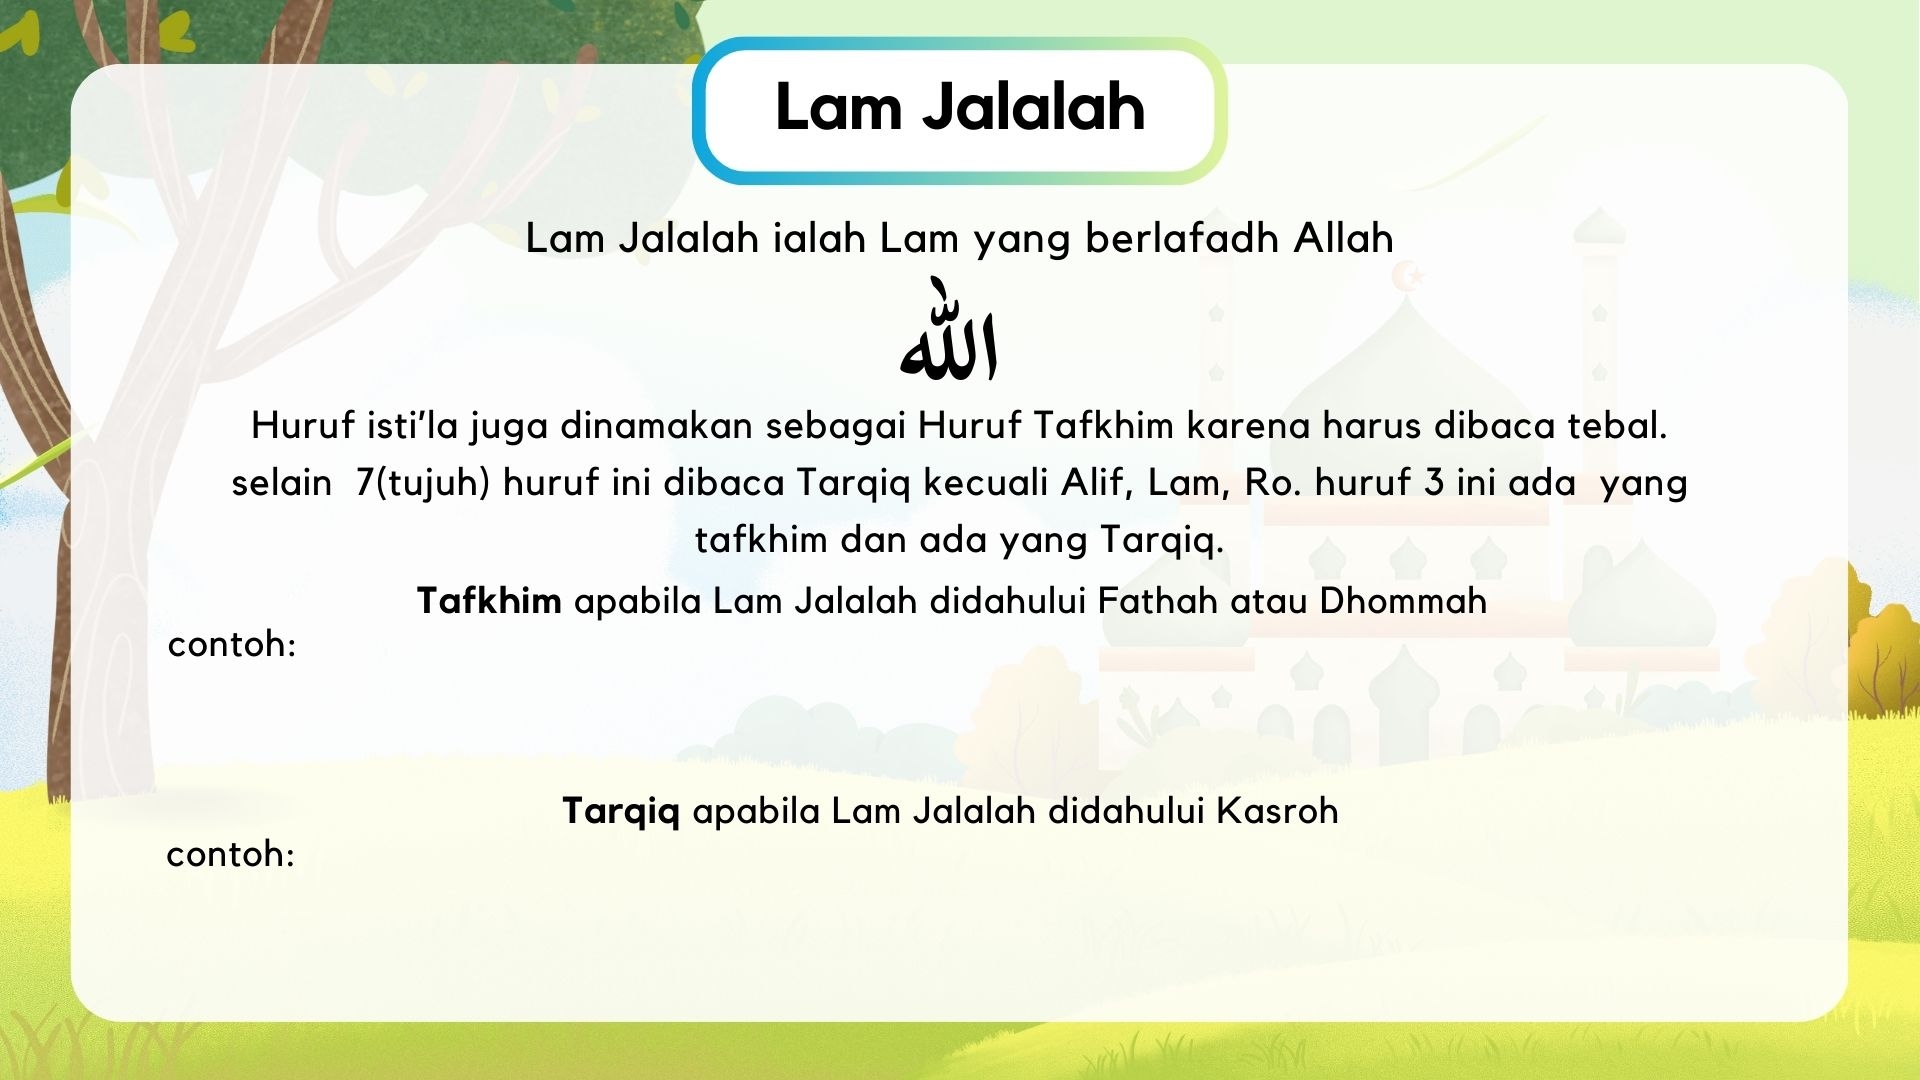 Lam Jalalah
Lam Jalalah ialah Lam yang berlafadh Allah
الله
Huruf isti’la juga dinamakan sebagai Huruf Tafkhim karena harus dibaca tebal.
selain  7(tujuh) huruf ini dibaca Tarqiq kecuali Alif, Lam, Ro. huruf 3 ini ada  yang
tafkhim dan ada yang Tarqiq.
Tafkhim apabila Lam Jalalah didahului Fathah atau Dhommah
contoh:
Tarqiq apabila Lam Jalalah didahului Kasroh
contoh: